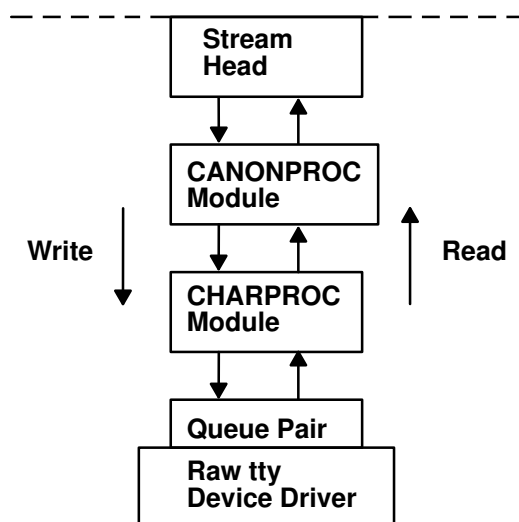 Stream
Head
CANONPROC
Module
Write
Read
CHARPROC
Module
Queue Pair
Raw tty
Device Driver